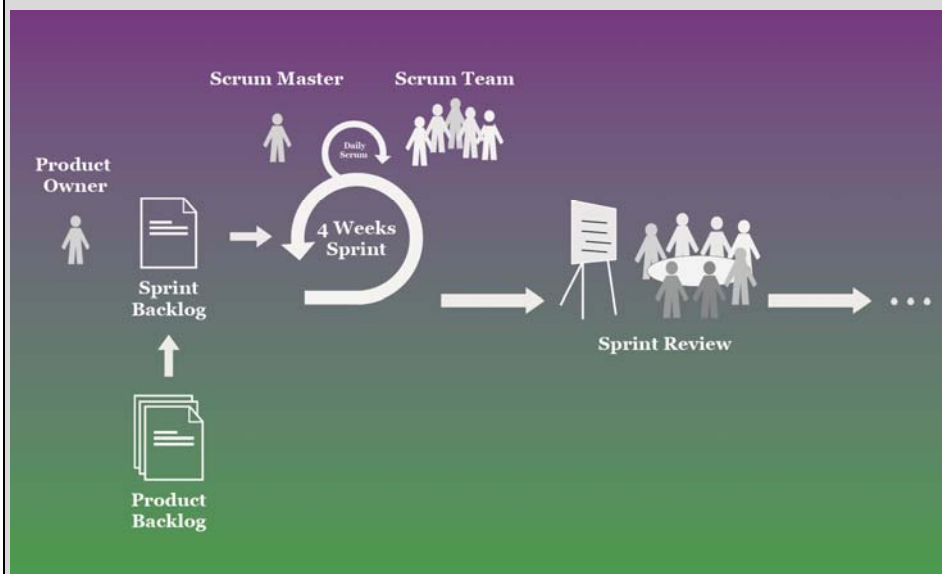 Scrum Master
Scrum Team
Daily
Scrum
Product
Owner
4 Weeks
Sprint
Sprint
Backlog
Sprint Review
Product
Backlog